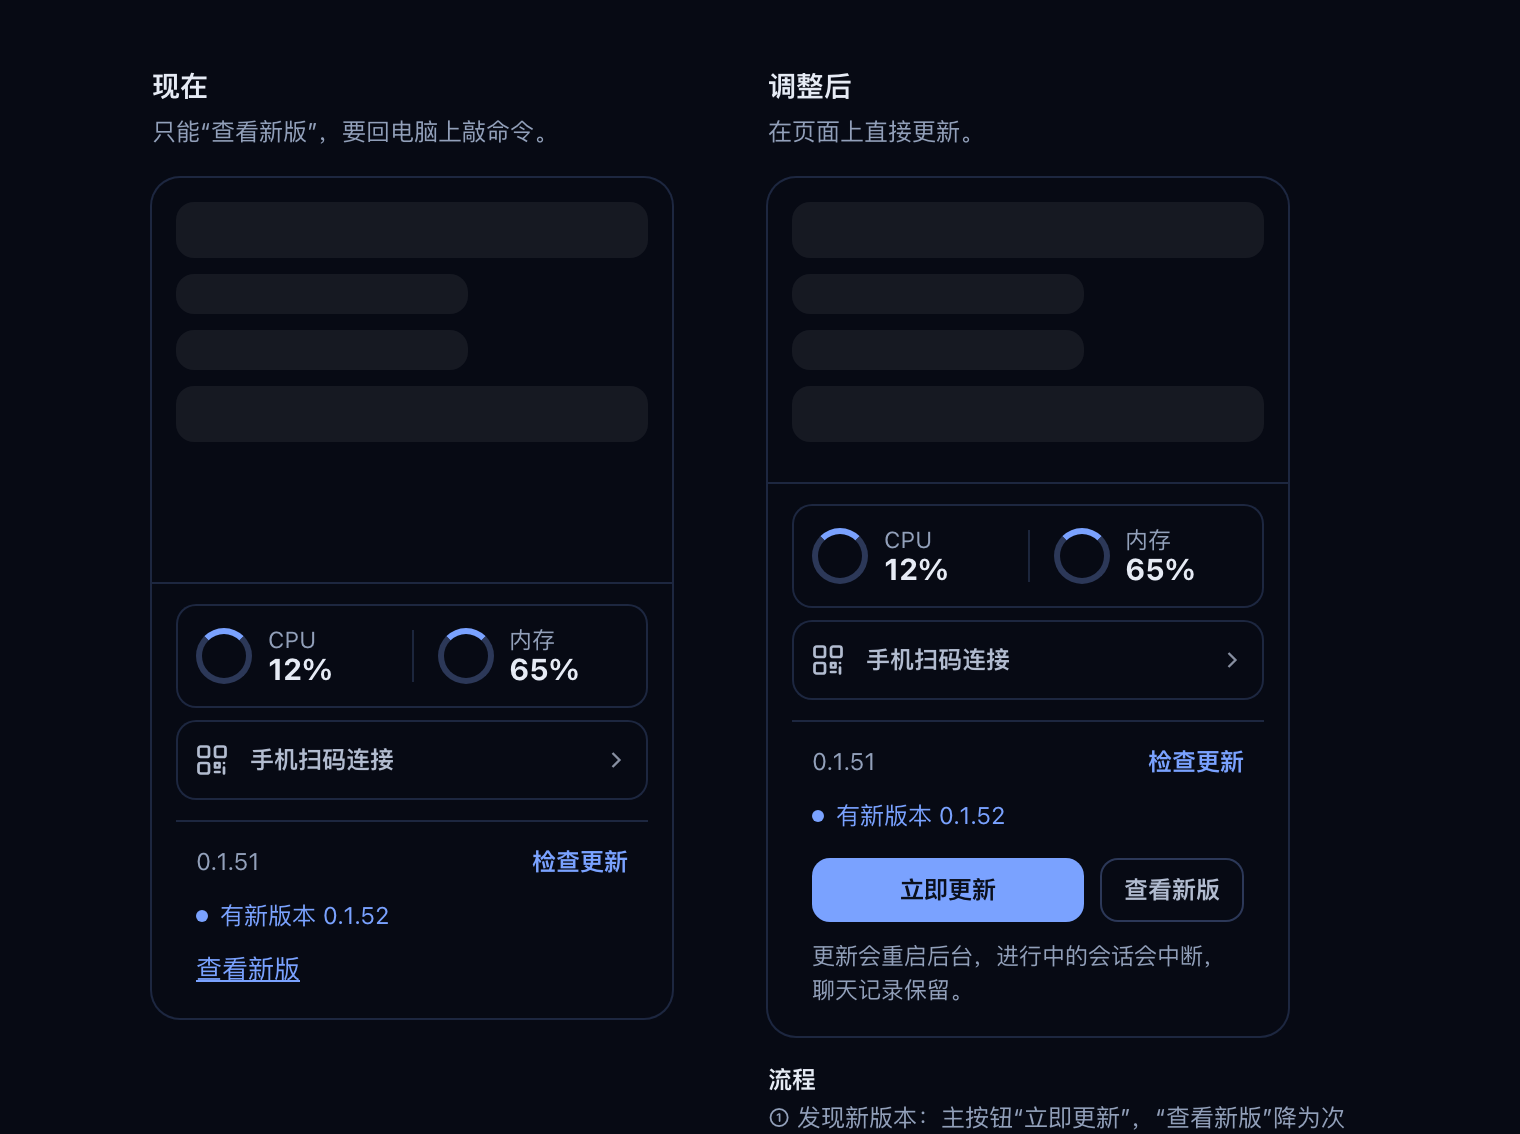 现在
只能“查看新版”，要回电脑上敲命令。
CPU
12%
内存
65%
手机扫码连接
0.1.51
检查更新
有新版本 0.1.52
查看新版
调整后
在页面上直接更新。
CPU
12%
内存
65%
手机扫码连接
0.1.51
检查更新
有新版本 0.1.52
立即更新
查看新版
更新会重启后台，进行中的会话会中断，
聊天记录保留。
流程
① 发现新版本：主按钮“立即更新”，“查看新版”降为次